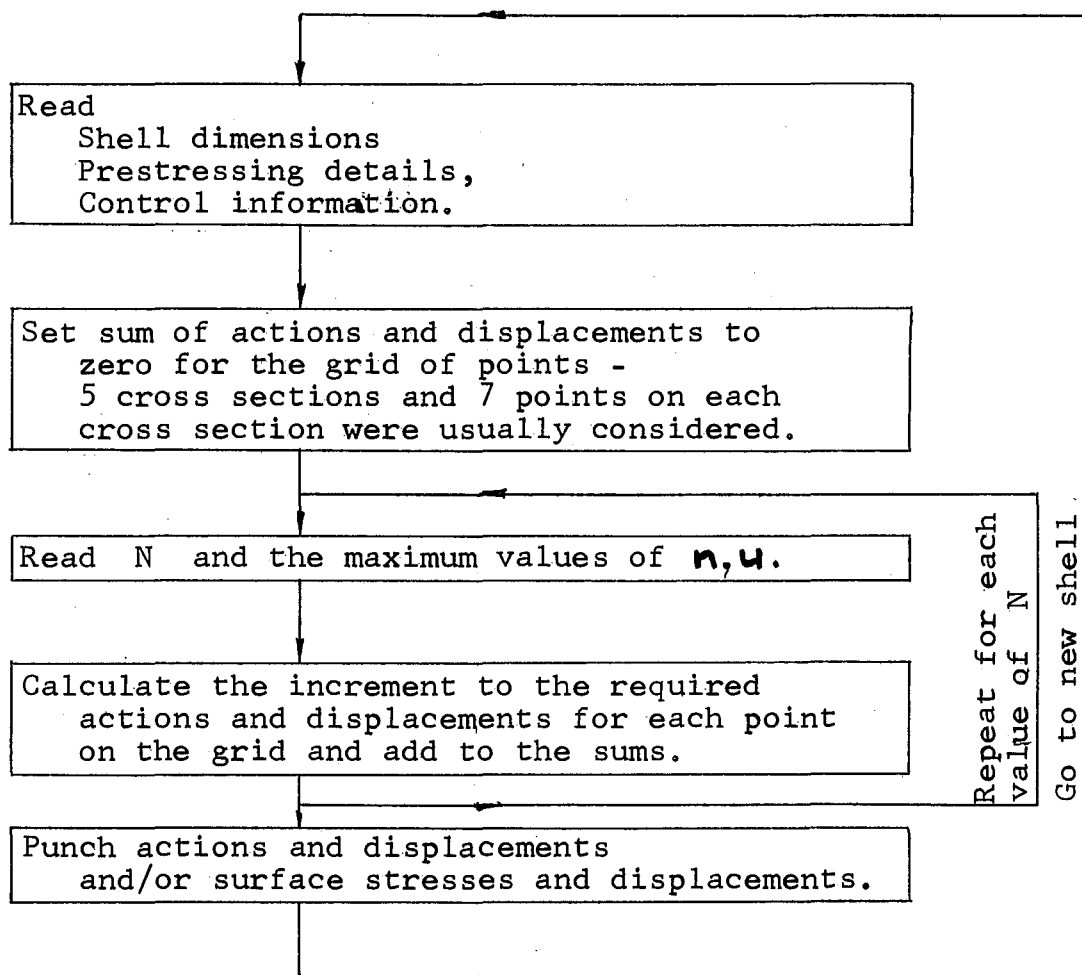 Read
Shell dimensions
Prestressing details,
Control information.
Set sum of actions and displacements to
zero for the grid of points -
5 cross sections and 7 points on each
cross section were usually considered.
Read N and the maximum values of n,u.
Calculate the increment to the required
actions and displacements for each point
on the grid and add to the sums.
Repeat for each
value of N
Go to new shell.
Punch actions and displacements
and/or surface stresses and displacements.